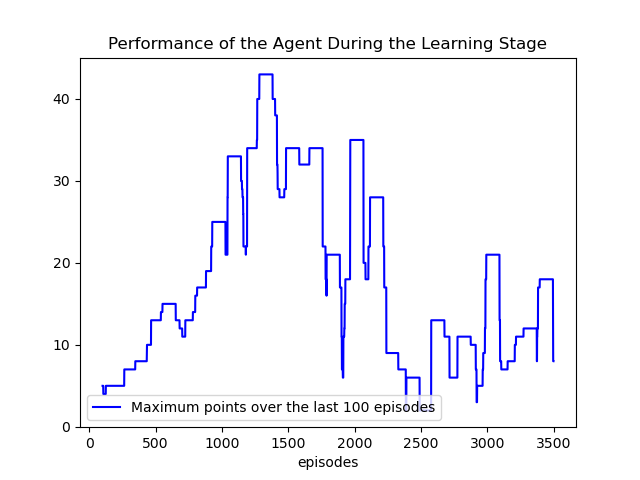 Performance of the Agent During the Learning Stage
40
30
20
10
0
Maximum points over the last 100 episodes
0 500 1000 1500 2000 2500 3000 3500
episodes